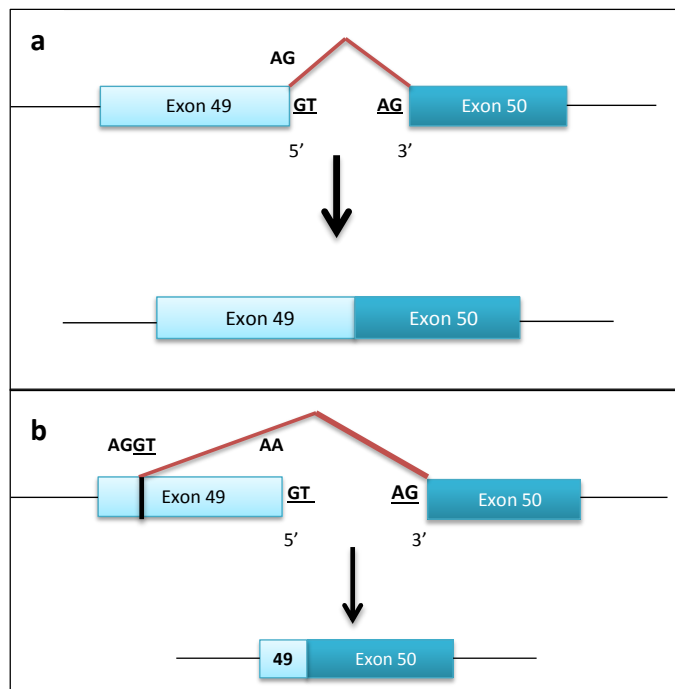 a
AG
Exon 49 GT AG Exon 50
5’ 3’
Exon 49 Exon 50
b
AGGT AA
Exon 49 GT AG Exon 50
5’ 3’
49 Exon 50